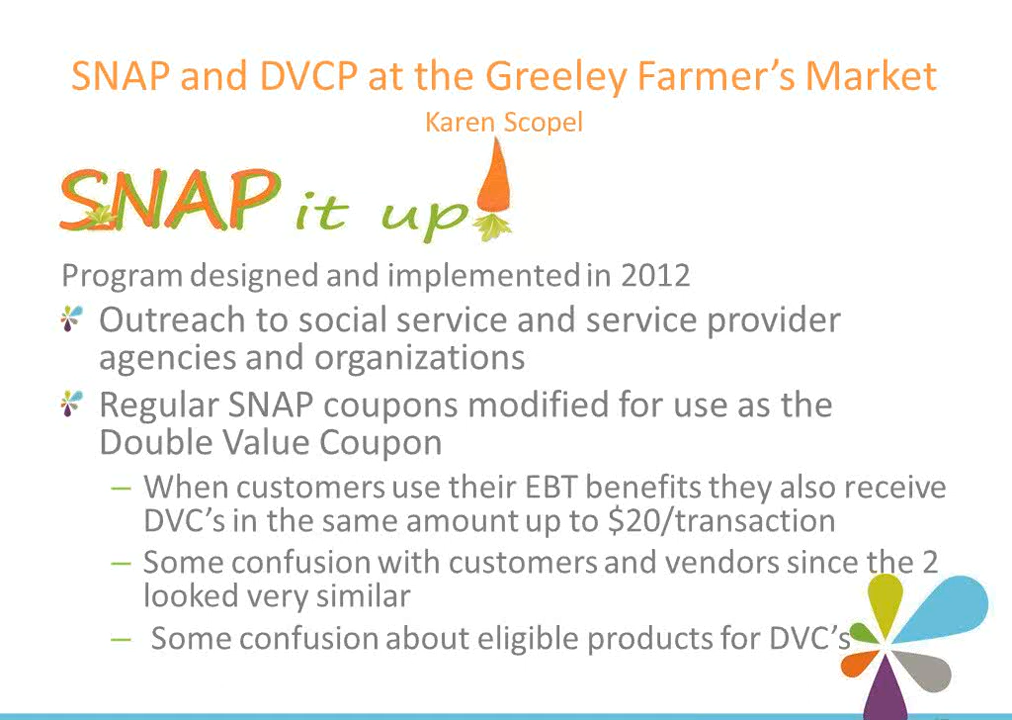 SNAP and DVCP at the Greeley Farmer’s Market
Karen Scopel
SNAP it up!
Program designed and implemented in 2012
Outreach to social service and service provider
agencies and organizations
Regular SNAP coupons modified for use as the
Double Value Coupon
– When customers use their EBT benefits they also receive
DVC’s in the same amount up to $20/transaction
– Some confusion with customers and vendors since the 2
looked very similar
– Some confusion about eligible products for DVC’s